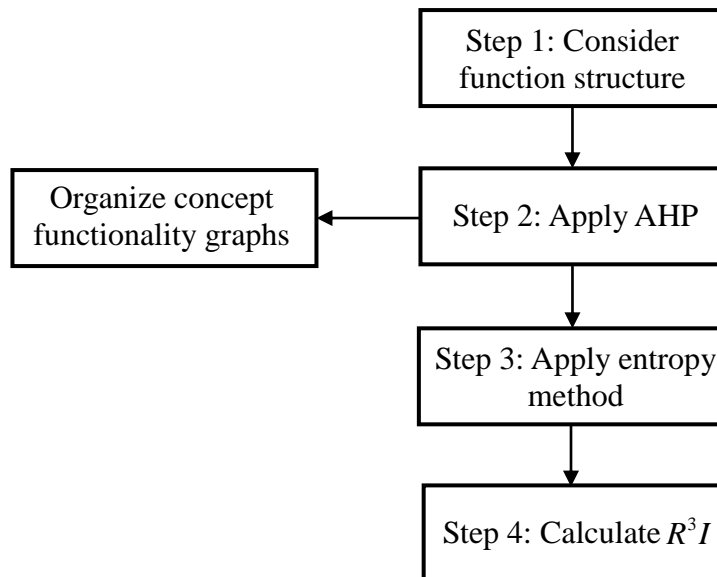 Step 1: Consider
function structure
Organize concept
functionality graphs
Step 2: Apply AHP
Step 3: Apply entropy
method
Step 4: Calculate R³I